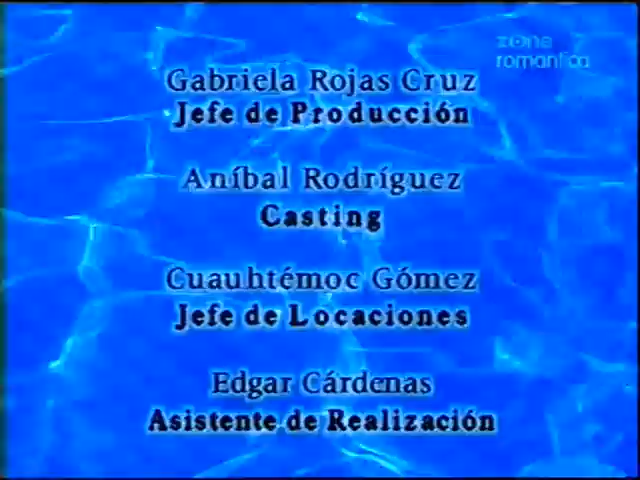 zone
romantica
Gabriela Rojas Cruz
Jefe de Producción
Aníbal Rodríguez
Casting
Cuauhtémoc Gómez
Jefe de Locaciones
Edgar Cárdenas
Asistente de Realización